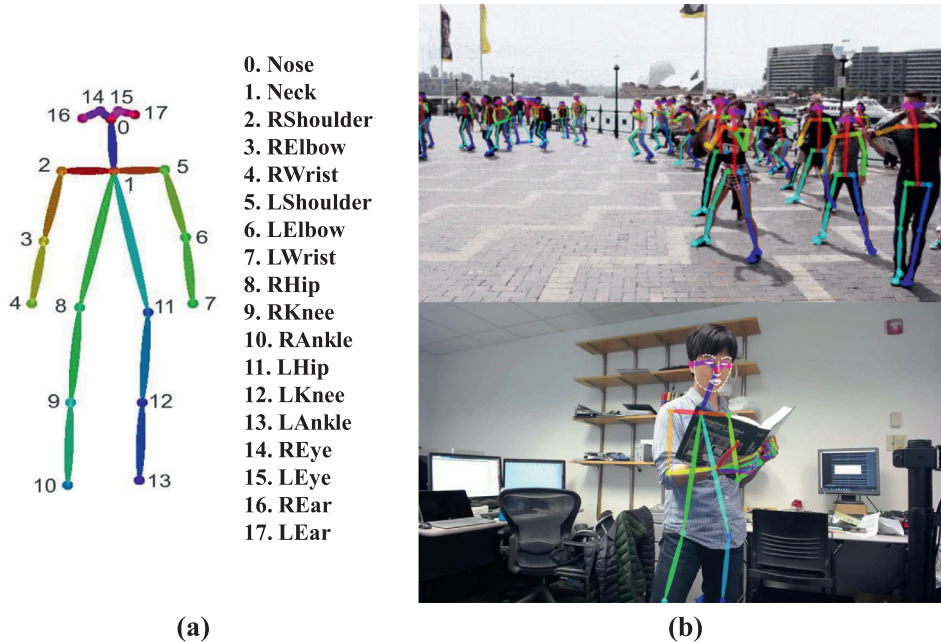 16
14
15
17
0
2
1
5
3
6
4
8
11
7
9
12
10
13
0. Nose
1. Neck
2. RShoulder
3. RElbow
4. RWrist
5. LShoulder
6. LElbow
7. LWrist
8. RHip
9. RKnee
10. RAnkle
11. LHip
12. LKnee
13. LAnkle
14. REye
15. LEye
16. REar
17. LEar
(a)
(b)